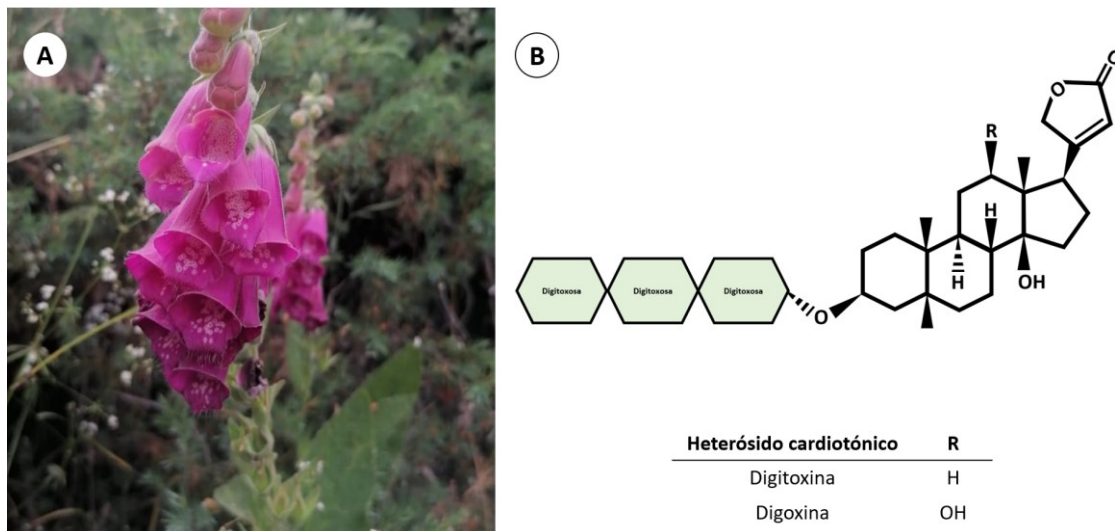 A
B
O
O
R
H
H
OH
O
Digitoxosa Digitoxosa Digitoxosa
Heterósido cardiotónico R
Digitoxina H
Digoxina OH